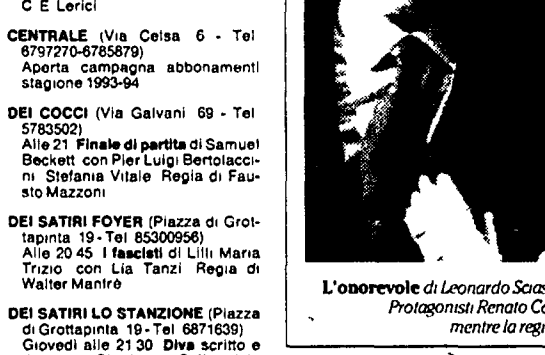 C E Lerici
CENTRALE (Via Celsa 6 - Tel
6797270-6785879)
Aperta campagna abbonamenti
stagione 1993-94
DEI COCCI (Via Galvani 69 - Tel
5783502)
Alle 21 Finale di partita di Samuel
Beckett con Pier Luigi Bertolacci-
ni Stefania Vitale Regia di Fau-
sto Mazzoni
DEI SATIRI FOYER (Piazza di Grot-
tapinta 19 - Tel 85300956)
Alle 20 45 I fascisti di Lilli Maria
Trizio con Lia Tanzi Regia di
Walter Manfrè
DEI SATIRI LO STANZIONE (Piazza
di Grottapinta 19 - Tel 6871639)
Giovedì alle 21 30 Diva scritto e
L'onorevole di Leonardo Scias
Protagonisti Renato Ca
mentre la regi